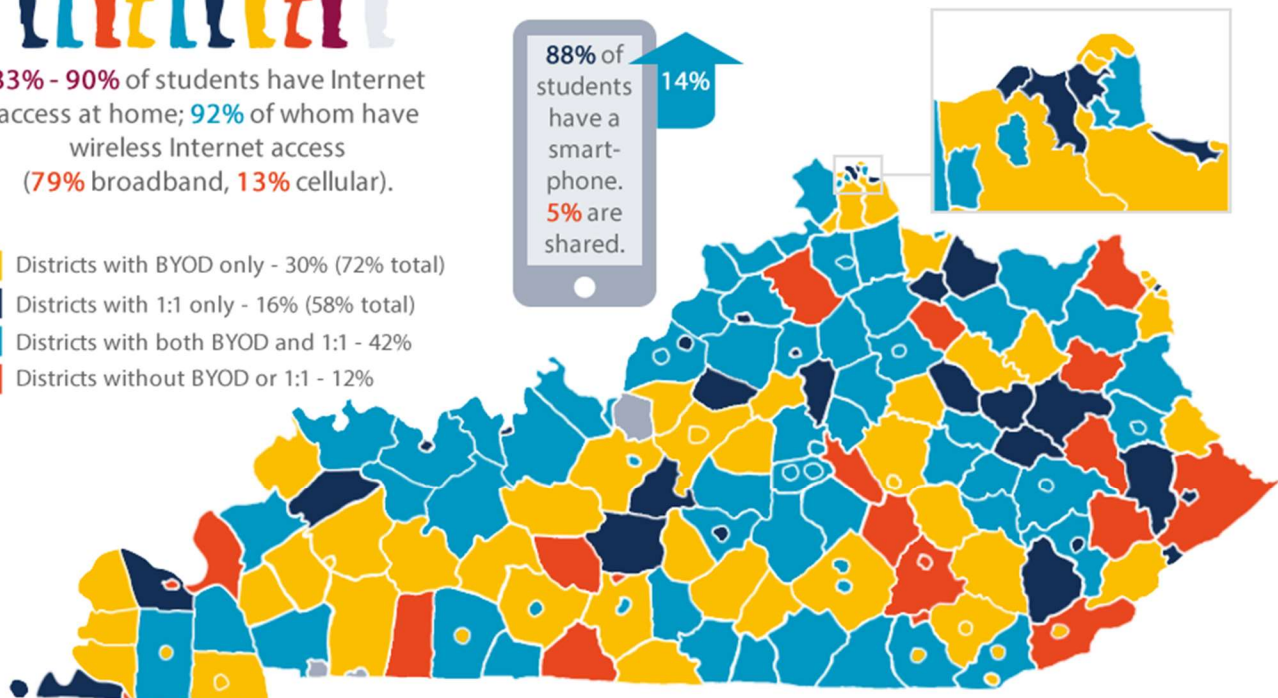 83% - 90% of students have Internet
access at home; 92% of whom have
wireless Internet access
(79% broadband, 13% cellular).
88% of
students
have a
smart-
phone.
5% are
shared.
14%
Districts with BYOD only - 30% (72% total)
Districts with 1:1 only - 16% (58% total)
Districts with both BYOD and 1:1 - 42%
Districts without BYOD or 1:1 - 12%